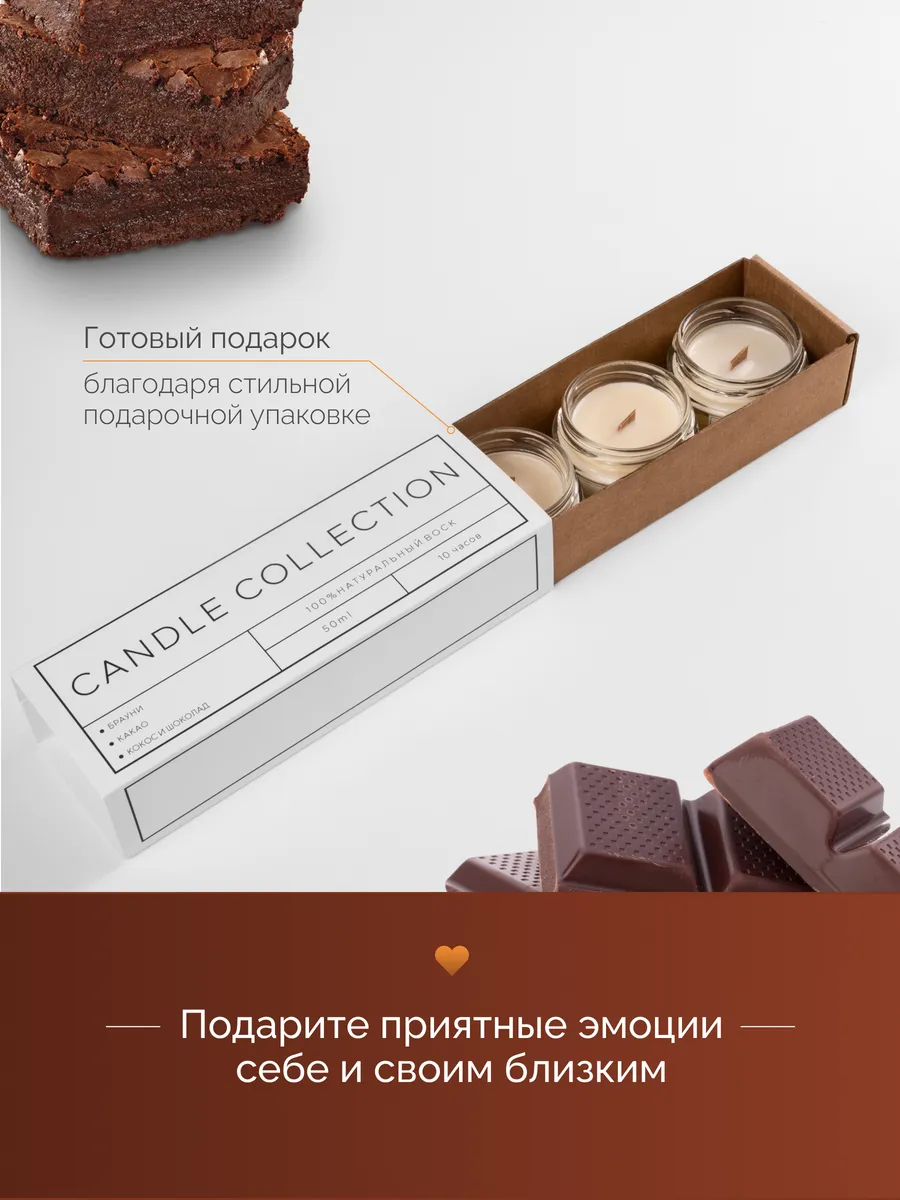 Готовый подарок
благодаря стильной
подарочной упаковке
CANDLE COLLECTION
100% НАТУРАЛЬНЫЙ ВОСК
50ml
10 часов
• БРАУНИ
• КАКАО
• КОКОС И ШОКОЛАД
Подарите приятные эмоции
себе и своим близким